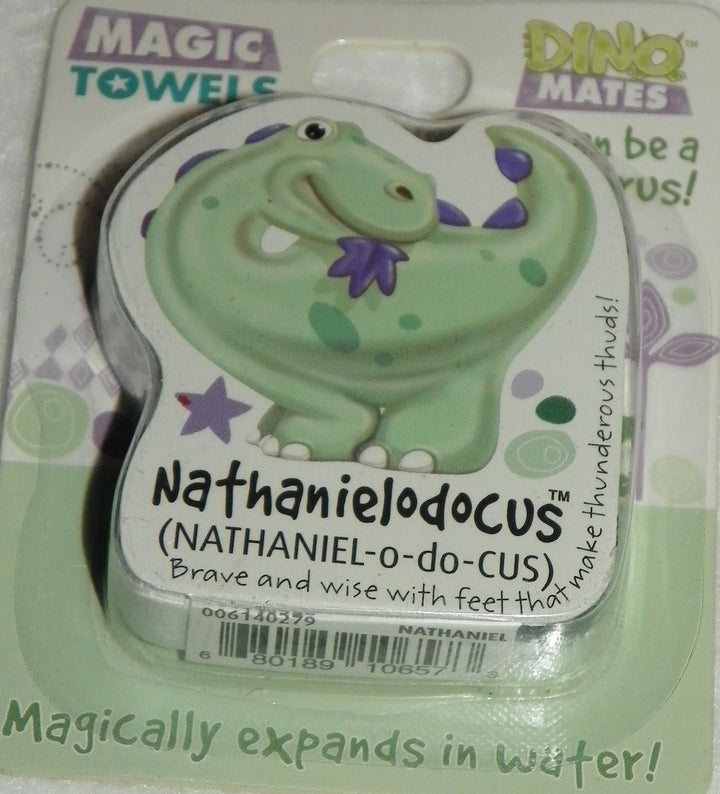 MAGIC
TOWELS
DINO™
MATES
be a
rus!
Nathanielodocus™
(NATHANIEL-o-do-CUS)
Brave and wise with feet that make thunderous thuds!
006140279
NATHANIEL
6 80189 10657
Magically expands in water!